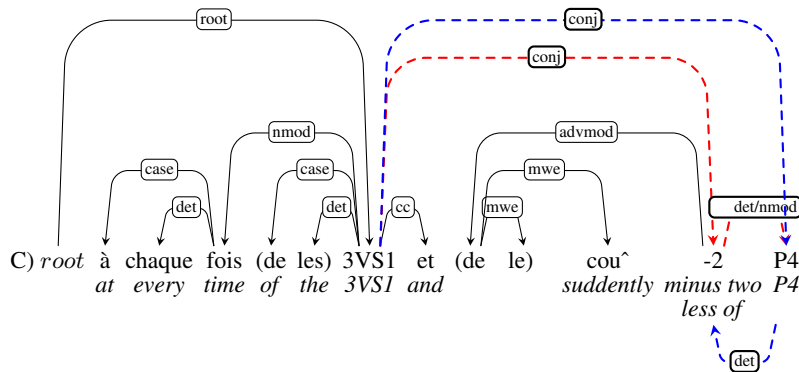 conj
root
conj
nmod
advmod
case
case
mwe
det
det
cc
mwe
det/nmod
C) root à chaque fois (de les) 3VS1 et (de le) couˆ -2 P4
at every time of the 3VS1 and suddently minus two P4
less of
det